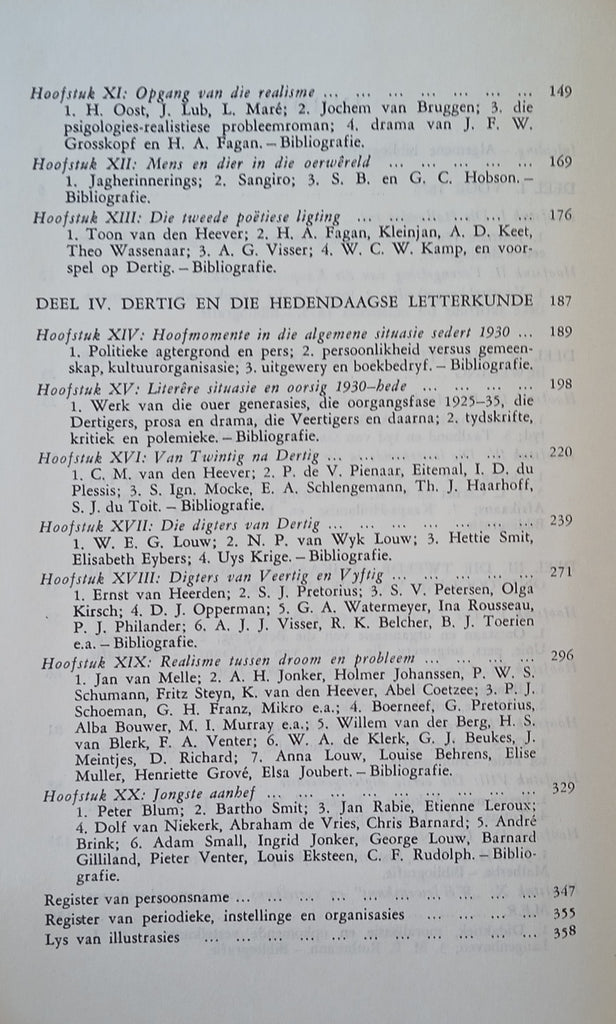 Hoofstuk XI: Opgang van die realisme ... ... ... ... ... ... ... 149
1. H. Oost, J. Lub, L. Maré; 2. Jochem van Bruggen; 3. die
psigologies-realistiese probleemroman; 4. drama van J. F. W.
Grosskopf en H. A. Fagan. – Bibliografie.
Hoofstuk XII: Mens en dier in die oerwêreld ... ... ... ... ... 169
1. Jagherinnerings; 2. Sangiro; 3. S. B. en G. C. Hobson. –
Bibliografie.
Hoofstuk XIII: Die tweede poëtiese ligting ... ... ... ... ... ... 176
1. Toon van den Heever; 2. H. A. Fagan, Kleinjan, A. D. Keet,
Theo Wassenaar; 3. A. G. Visser; 4. W. C. W. Kamp, en voor-
spel op Dertig. – Bibliografie.
DEEL IV. DERTIG EN DIE HEDENDAAGSE LETTERKUNDE 187
Hoofstuk XIV: Hoofmomente in die algemene situasie sedert 1930 ... 189
1. Politieke agtergrond en pers; 2. persoonlikheid versus gemeen-
skap, kultuurorganisasie; 3. uitgewery en boekbedryf. – Bibliografie.
Hoofstuk XV: Literêre situasie en oorsig 1930–hede ... ... ... ... 198
1. Werk van die ouer generasies, die oorgangsfase 1925–35, die
Dertigers, prosa en drama, die Veertigers en daarna; 2. tydskrifte,
kritiek en polemieke. – Bibliografie.
Hoofstuk XVI: Van Twintig na Dertig ... ... ... ... ... ... ... 220
1. C. M. van den Heever; 2. P. de V. Pienaar, Eitemal, I. D. du
Plessis; 3. S. Ign. Mocke, E. A. Schlengemann, Th. J. Haarhoff,
S. J. du Toit. – Bibliografie.
Hoofstuk XVII: Die digters van Dertig ... ... ... ... ... ... ... 239
1. W. E. G. Louw; 2. N. P. van Wyk Louw; 3. Hettie Smit,
Elisabeth Eybers; 4. Uys Krige. – Bibliografie.
Hoofstuk XVIII: Digters van Veertig en Vyftig ... ... ... ... ... 271
1. Ernst van Heerden; 2. S. J. Pretorius; 3. S. V. Petersen, Olga
Kirsch; 4. D. J. Opperman; 5. G. A. Watermeyer, Ina Rousseau,
P. J. Philander; 6. A. J. J. Visser, R. K. Belcher, B. J. Toerien
e.a. – Bibliografie.
Hoofstuk XIX: Realisme tussen droom en probleem ... ... ... ... 296
1. Jan van Melle; 2. A. H. Jonker, Holmer Johanssen, P. W. S.
Schumann, Fritz Steyn, K. van den Heever, Abel Coetzee; 3. P. J.
Schoeman, G. H. Franz, Mikro e.a.; 4. Boerneef, G. Pretorius,
Alba Bouwer, M. I. Murray e.a.; 5. Willem van der Berg, H. S.
van Blerk, F. A. Venter; 6. W. A. de Klerk, G. J. Beukes, J.
Meintjes, D. Richard; 7. Anna Louw, Louise Behrens, Elise
Muller, Henriette Grové, Elsa Joubert. – Bibliografie.
Hoofstuk XX: Jongste aanhef ... ... ... ... ... ... ... ... ... 329
1. Peter Blum; 2. Bartho Smit; 3. Jan Rabie, Etienne Leroux;
4. Dolf van Niekerk, Abraham de Vries, Chris Barnard; 5. André
Brink; 6. Adam Small, Ingrid Jonker, George Louw, Barnard
Gilliland, Pieter Venter, Louis Eksteen, C. F. Rudolph. – Biblio-
grafie.
Register van persoonsname ... ... ... ... ... ... ... ... ... ... 347
Register van periodieke, instellinge en organisasies ... ... ... ... 355
Lys van illustrasies ... ... ... ... ... ... ... ... ... ... ... 358